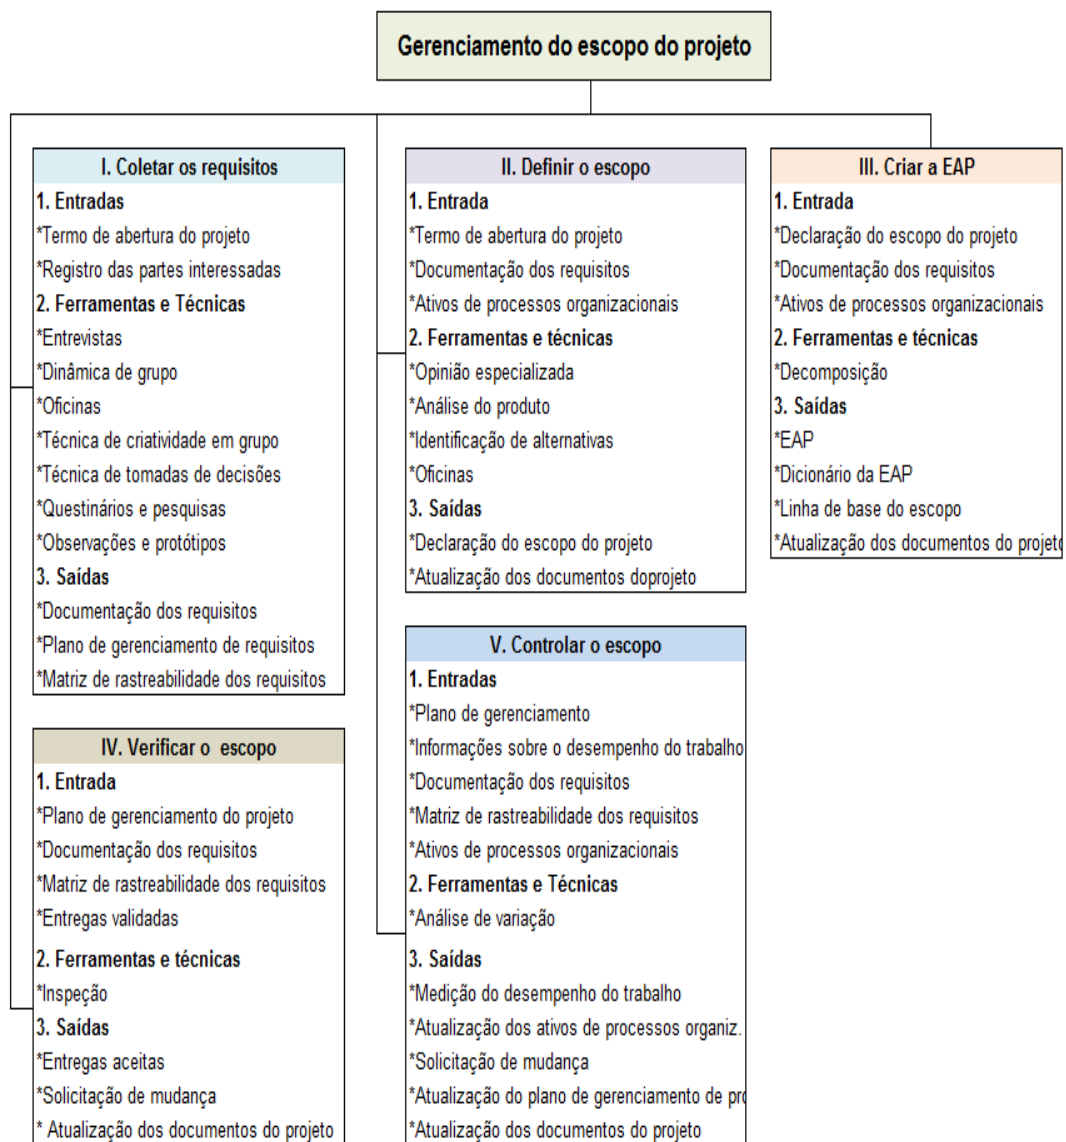 Gerenciamento do escopo do projeto
I. Coletar os requisitos
1. Entradas
*Termo de abertura do projeto
*Registro das partes interessadas
2. Ferramentas e Técnicas
*Entrevistas
*Dinâmica de grupo
*Oficinas
*Técnica de criatividade em grupo
*Técnica de tomadas de decisões
*Questinários e pesquisas
*Observações e protótipos
3. Saídas
*Documentação dos requisitos
*Plano de gerenciamento de requisitos
*Matriz de rastreabilidade dos requisitos
II. Definir o escopo
1. Entrada
*Termo de abertura do projeto
*Documentação dos requisitos
*Ativos de processos organizacionais
2. Ferramentas e técnicas
*Opinião especializada
*Análise do produto
*Identificação de alternativas
*Oficinas
3. Saídas
*Declaração do escopo do projeto
*Atualização dos documentos doprojeto
III. Criar a EAP
1. Entrada
*Declaração do escopo do projeto
*Documentação dos requisitos
*Ativos de processos organizacionais
2. Ferramentas e técnicas
*Decomposição
3. Saídas
*EAP
*Dicionário da EAP
*Linha de base do escopo
*Atualização dos documentos do projeto
IV. Verificar o escopo
1. Entrada
*Plano de gerenciamento do projeto
*Documentação dos requisitos
*Matriz de rastreabilidade dos requisitos
*Entregas validadas
2. Ferramentas e técnicas
*Inspeção
3. Saídas
*Entregas aceitas
*Solicitação de mudança
* Atualização dos documentos do projeto
V. Controlar o escopo
1. Entradas
*Plano de gerenciamento
*Informações sobre o desempenho do trabalho
*Documentação dos requisitos
*Matriz de rastreabilidade dos requisitos
*Ativos de processos organizacionais
2. Ferramentas e Técnicas
*Análise de variação
3. Saídas
*Medição do desempenho do trabalho
*Atualização dos ativos de processos organiz.
*Solicitação de mudança
*Atualização do plano de gerenciamento de
*Atualização dos documentos do projeto